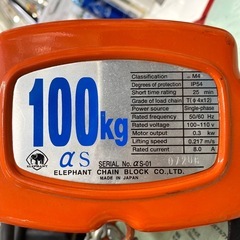 100kg
αS
ELEPHANT
SERIAL No. αS-01
ELEPHANT CHAIN BLOCK CO.,LTD.
MADE IN JAPAN
Classification M4
Degrees of protection IP54
Short time rating 25 min
Grade of load chain T(φ4x12)
Power source Single-phase
Rated frequency 50/60 Hz
Rated voltage 100-110 V
Motor output 0.3 kw
Lifting speed 0.217 m/s
Rated current 8.0 A